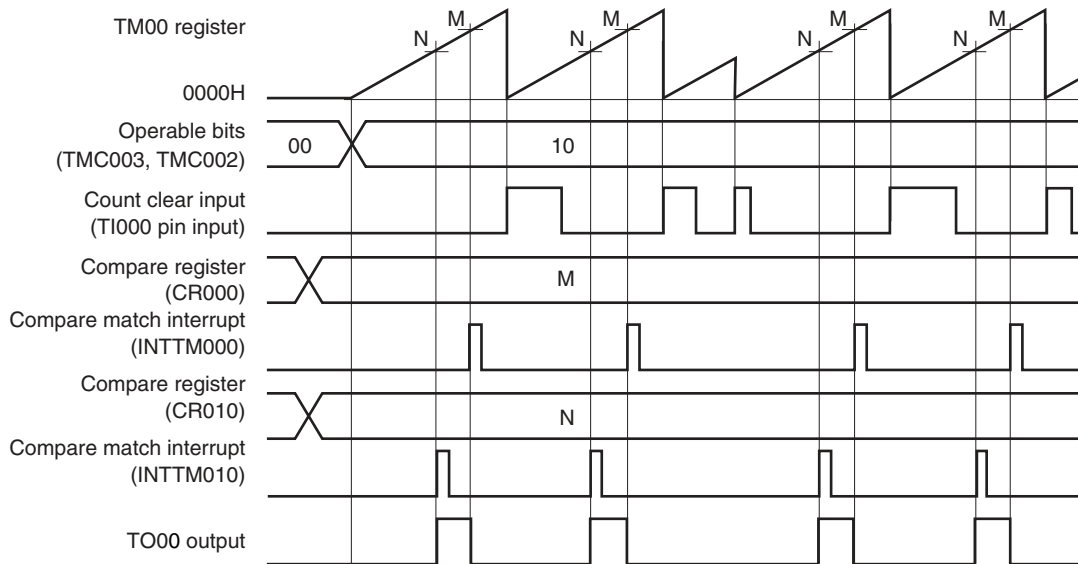 M M M M
TM00 register
N N N N
0000H
Operable bits
(TMC003, TMC002)
00 10
Count clear input
(TI000 pin input)
Compare register
(CR000)
M
Compare match interrupt
(INTTM000)
Compare register
(CR010)
N
Compare match interrupt
(INTTM010)
TO00 output